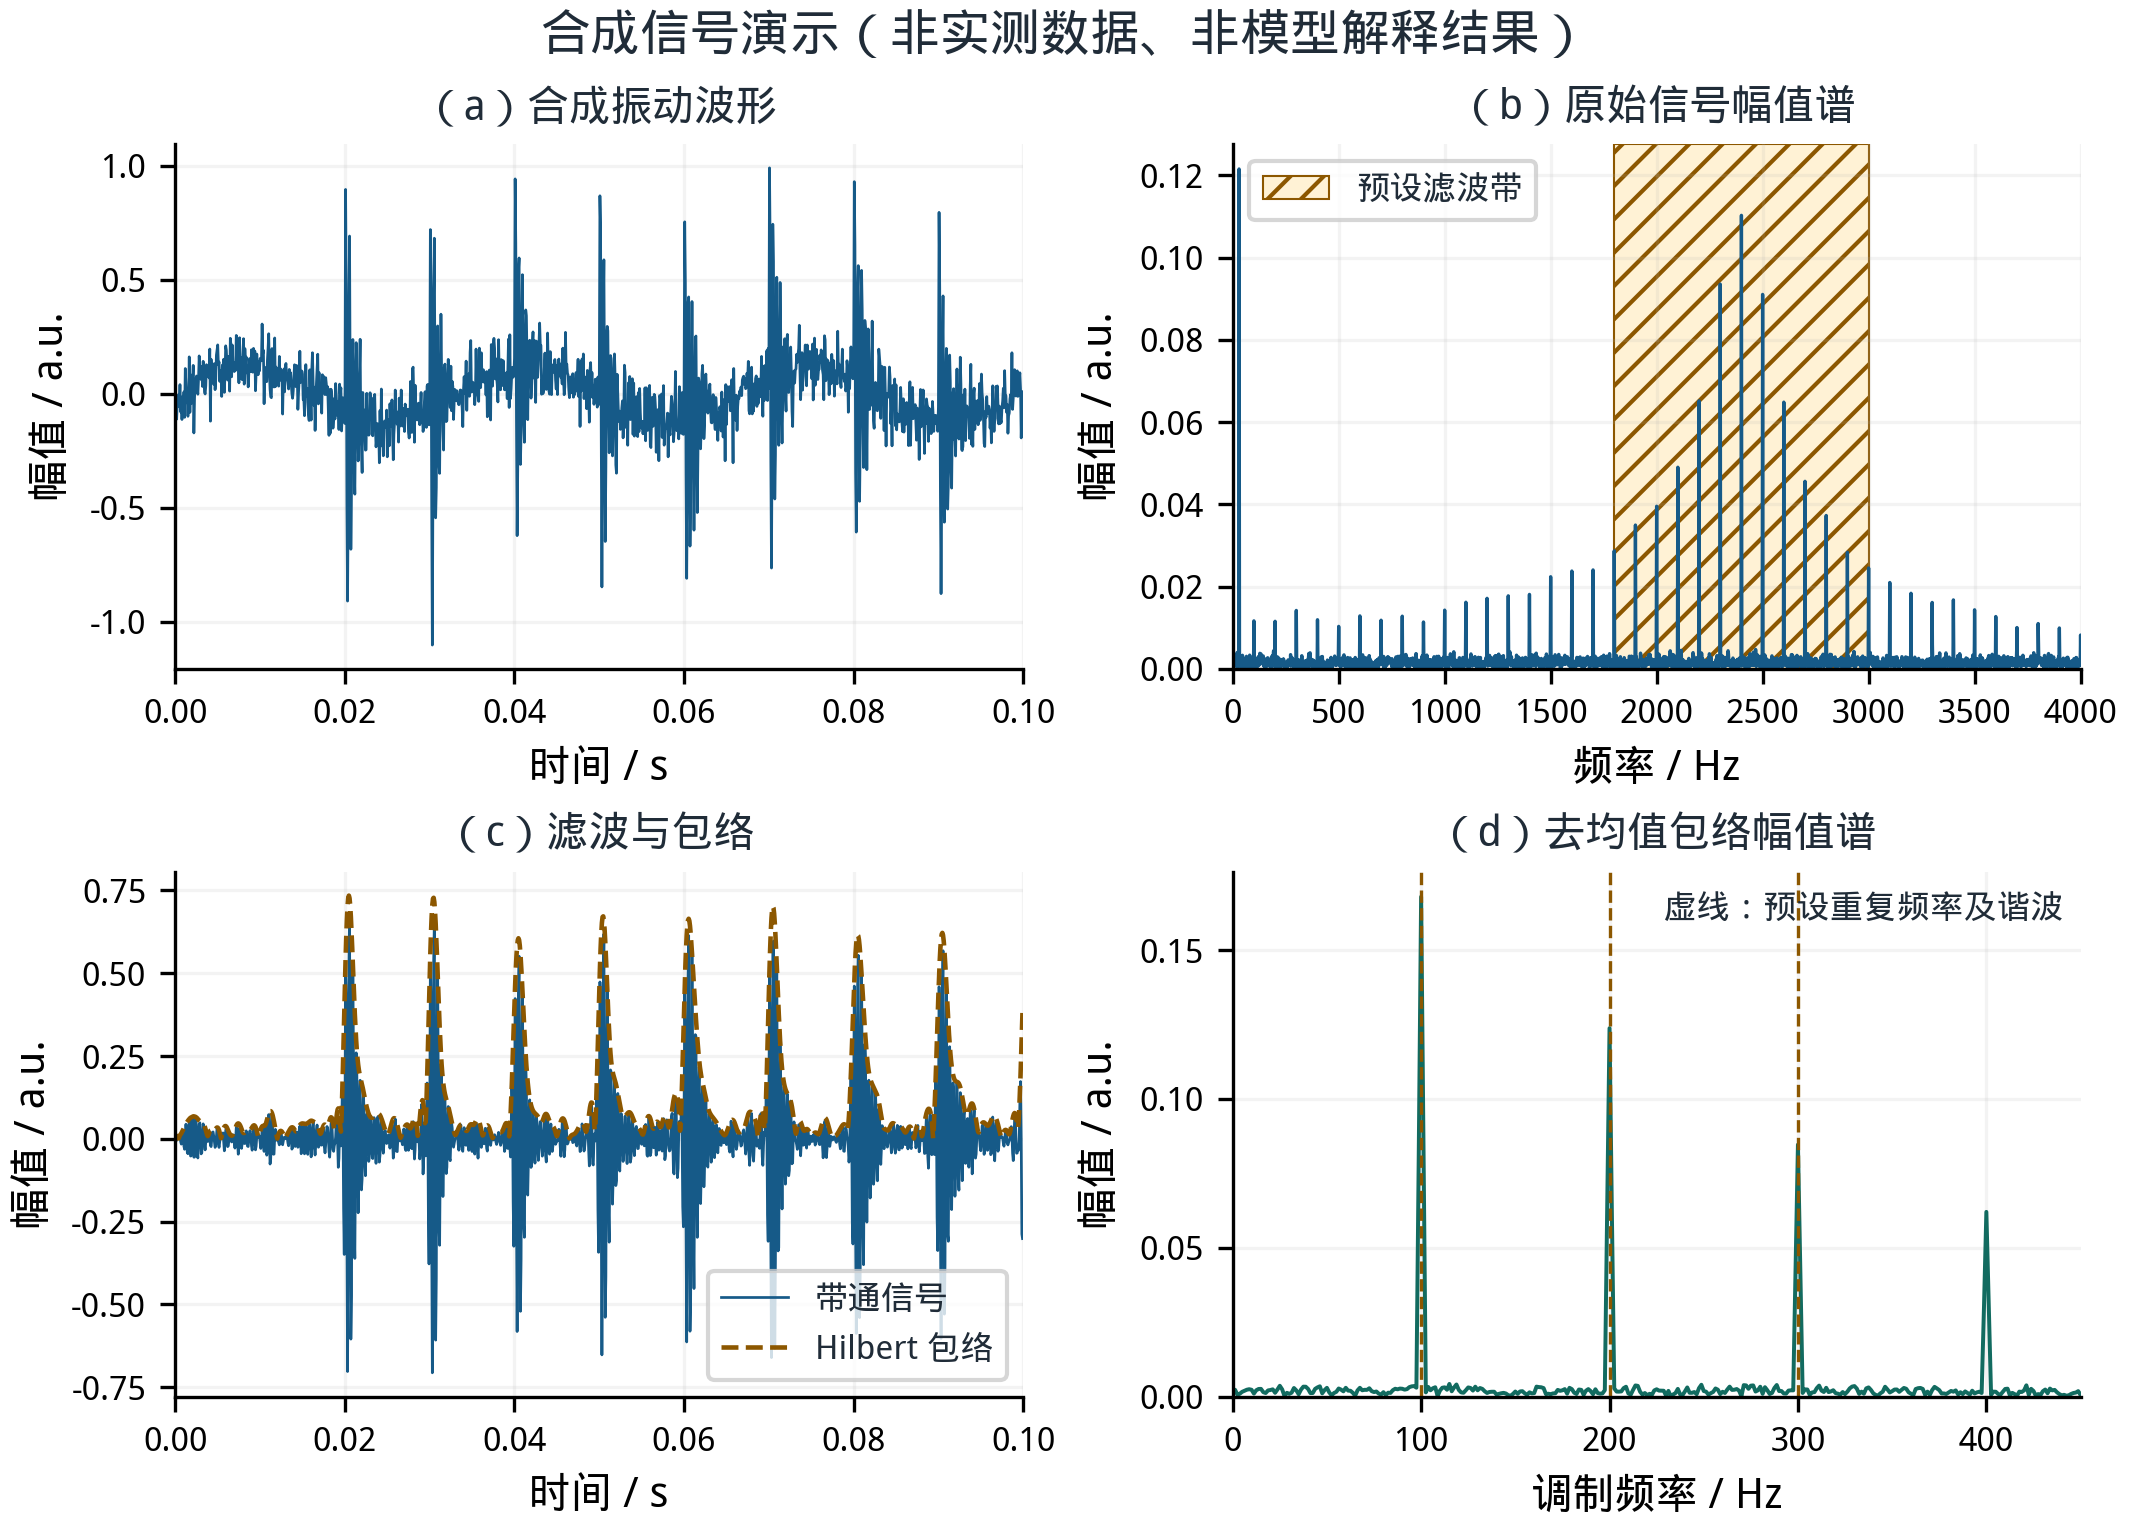 合成信号演示（非实测数据、非模型解释结果）
（a）合成振动波形
1.0
0.5
0.0
-0.5
-1.0
幅值 / a.u.
0.00 0.02 0.04 0.06 0.08 0.10
时间 / s
（b）原始信号幅值谱
预设滤波带
0.12
0.10
0.08
0.06
0.04
0.02
0.00
幅值 / a.u.
0 500 1000 1500 2000 2500 3000 3500 4000
频率 / Hz
（c）滤波与包络
0.75
0.50
0.25
0.00
-0.25
-0.50
-0.75
幅值 / a.u.
带通信号
Hilbert 包络
0.00 0.02 0.04 0.06 0.08 0.10
时间 / s
（d）去均值包络幅值谱
虚线：预设重复频率及谐波
0.15
0.10
0.05
0.00
幅值 / a.u.
0 100 200 300 400
调制频率 / Hz